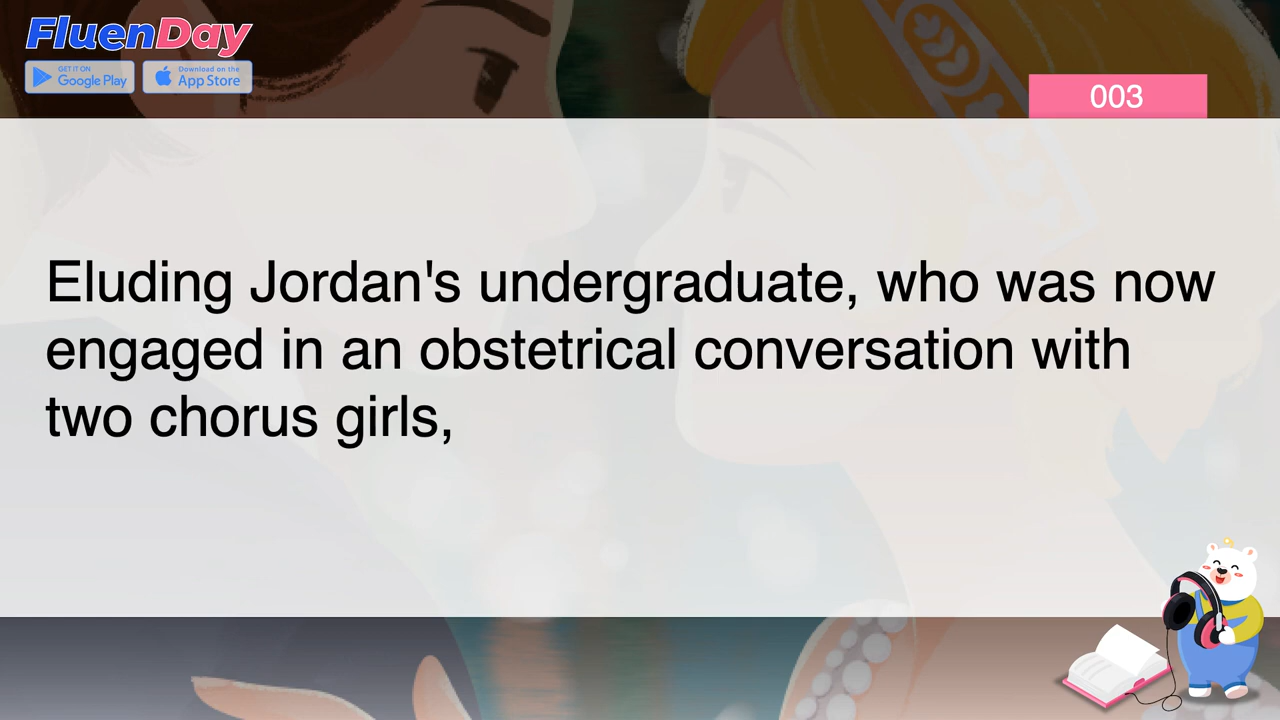 FluenDay
GET IT ON
Google Play
Download on the
App Store
003
Eluding Jordan's undergraduate, who was now
engaged in an obstetrical conversation with
two chorus girls,